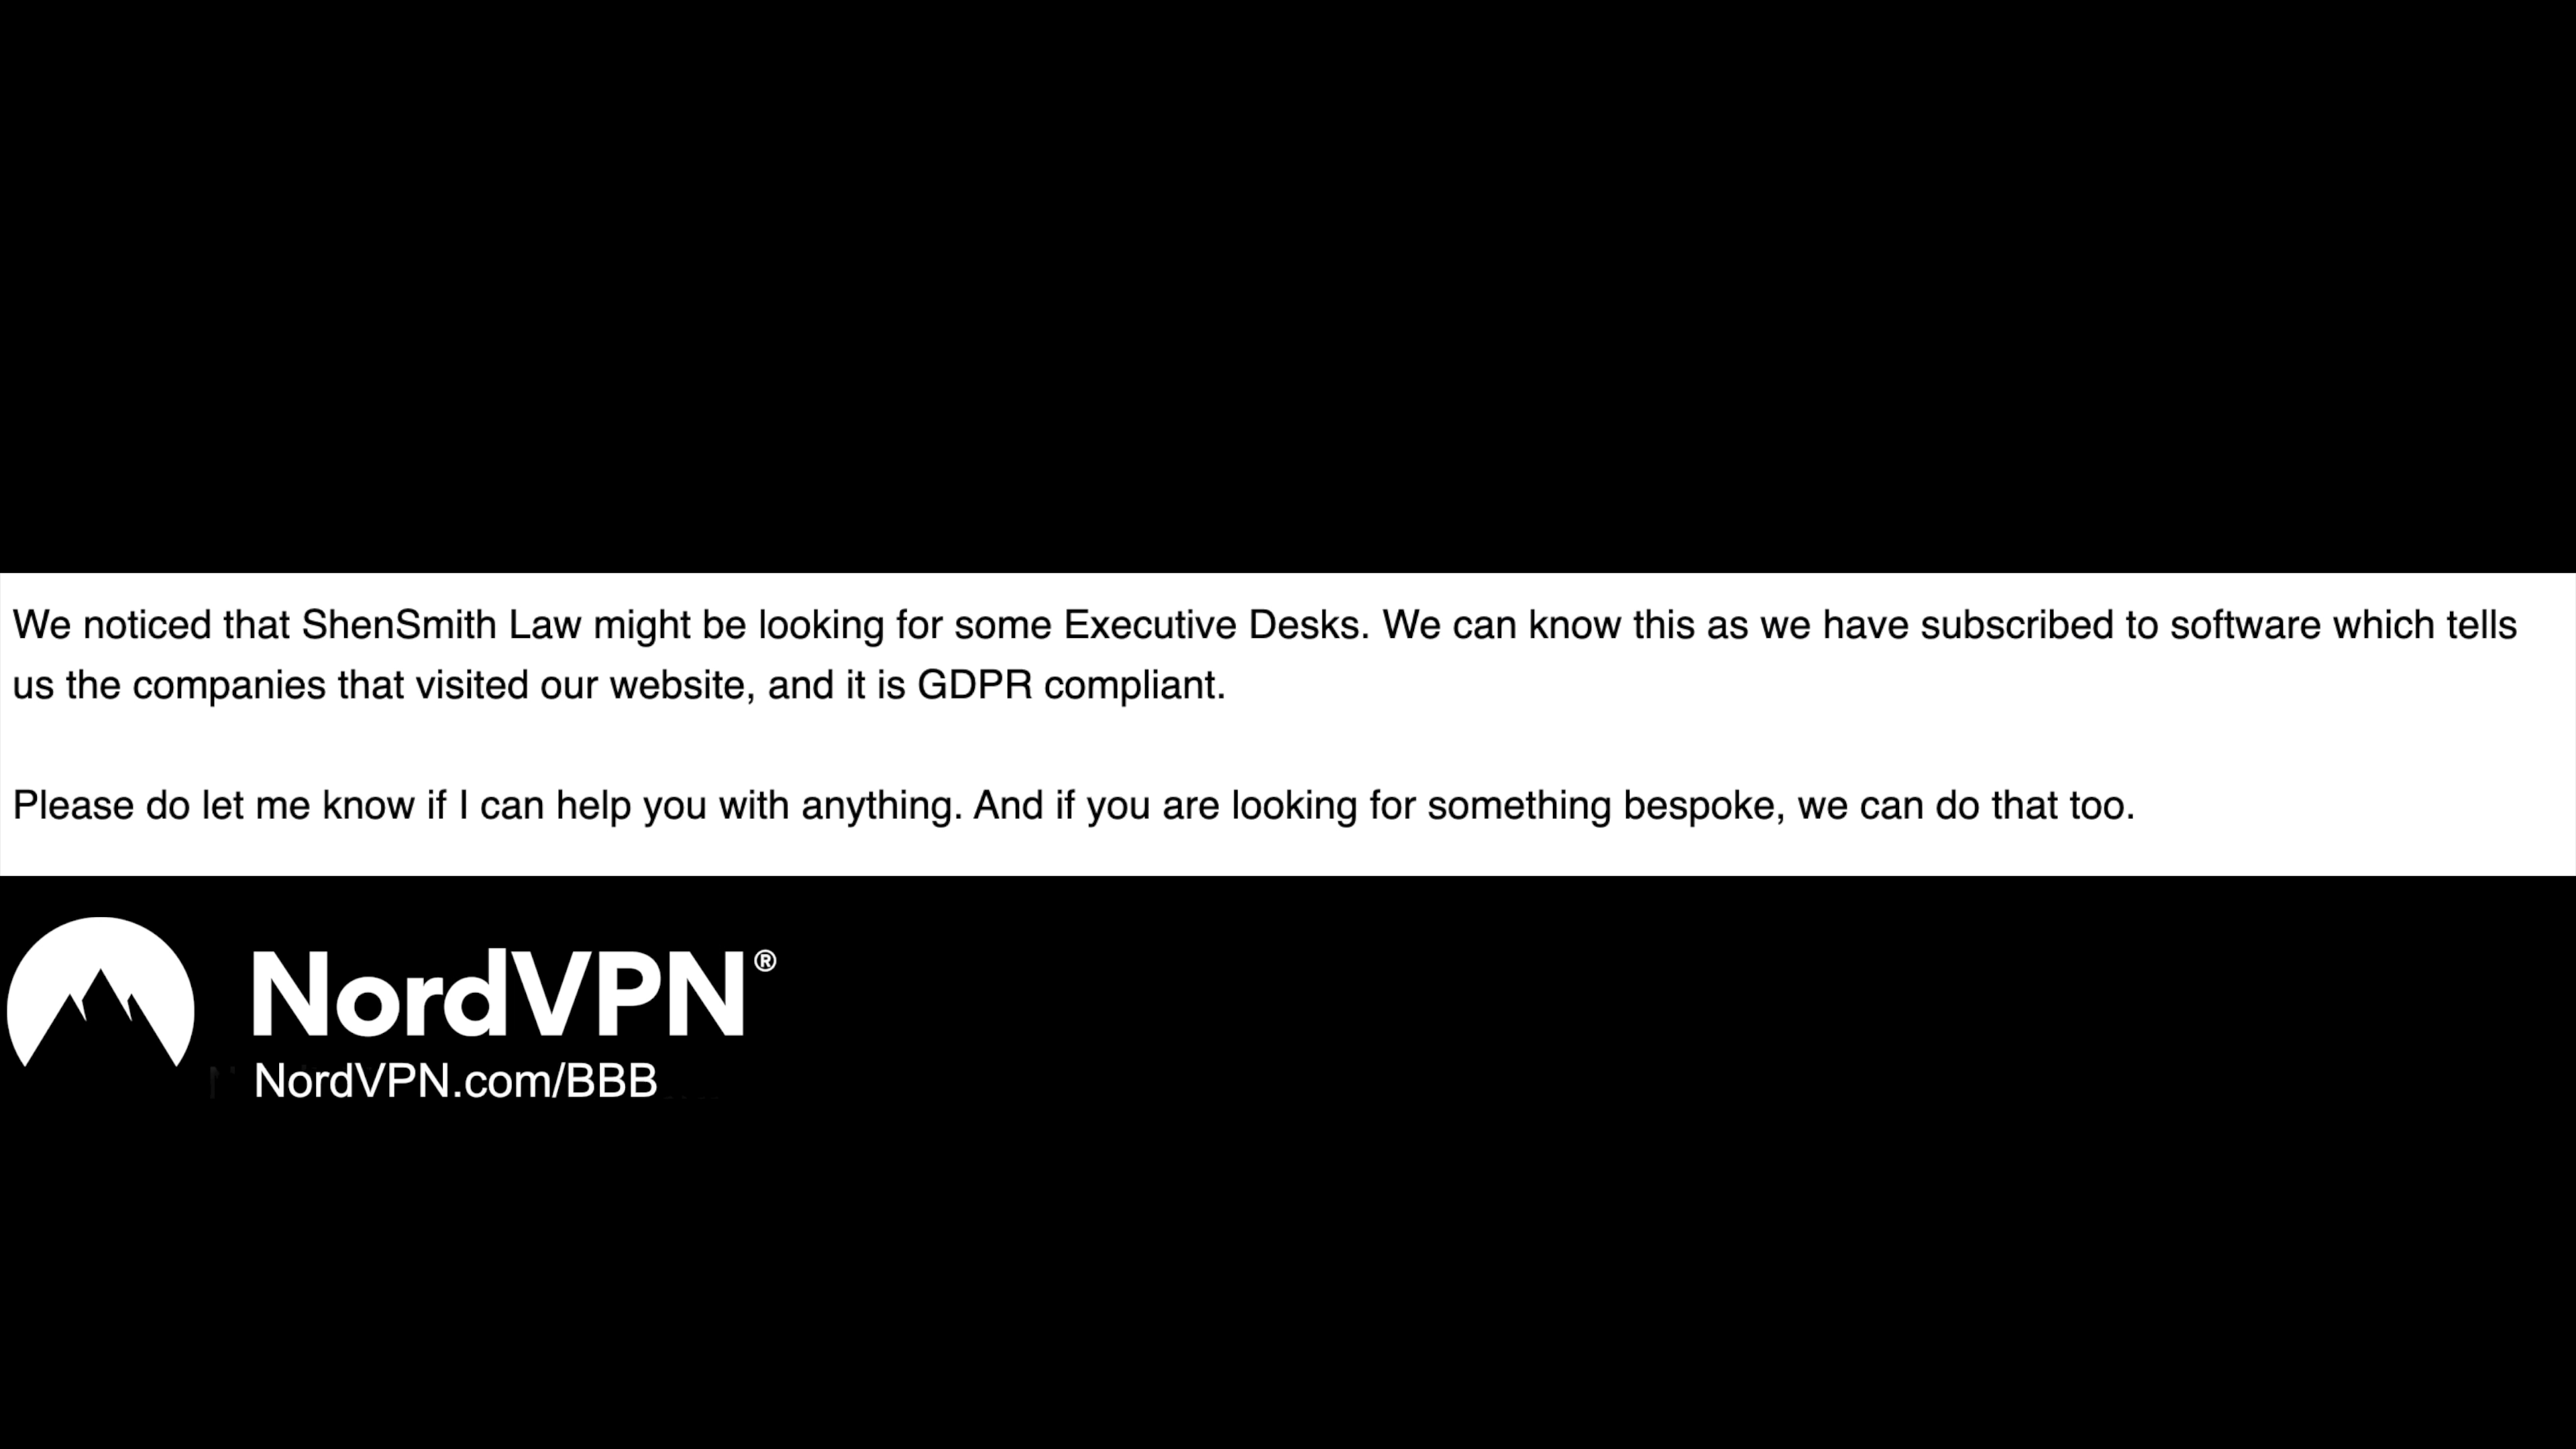 We noticed that ShenSmith Law might be looking for some Executive Desks. We can know this as we have subscribed to software which tells
us the companies that visited our website, and it is GDPR compliant.
Please do let me know if I can help you with anything. And if you are looking for something bespoke, we can do that too.
NordVPN®
NordVPN.com/BBB